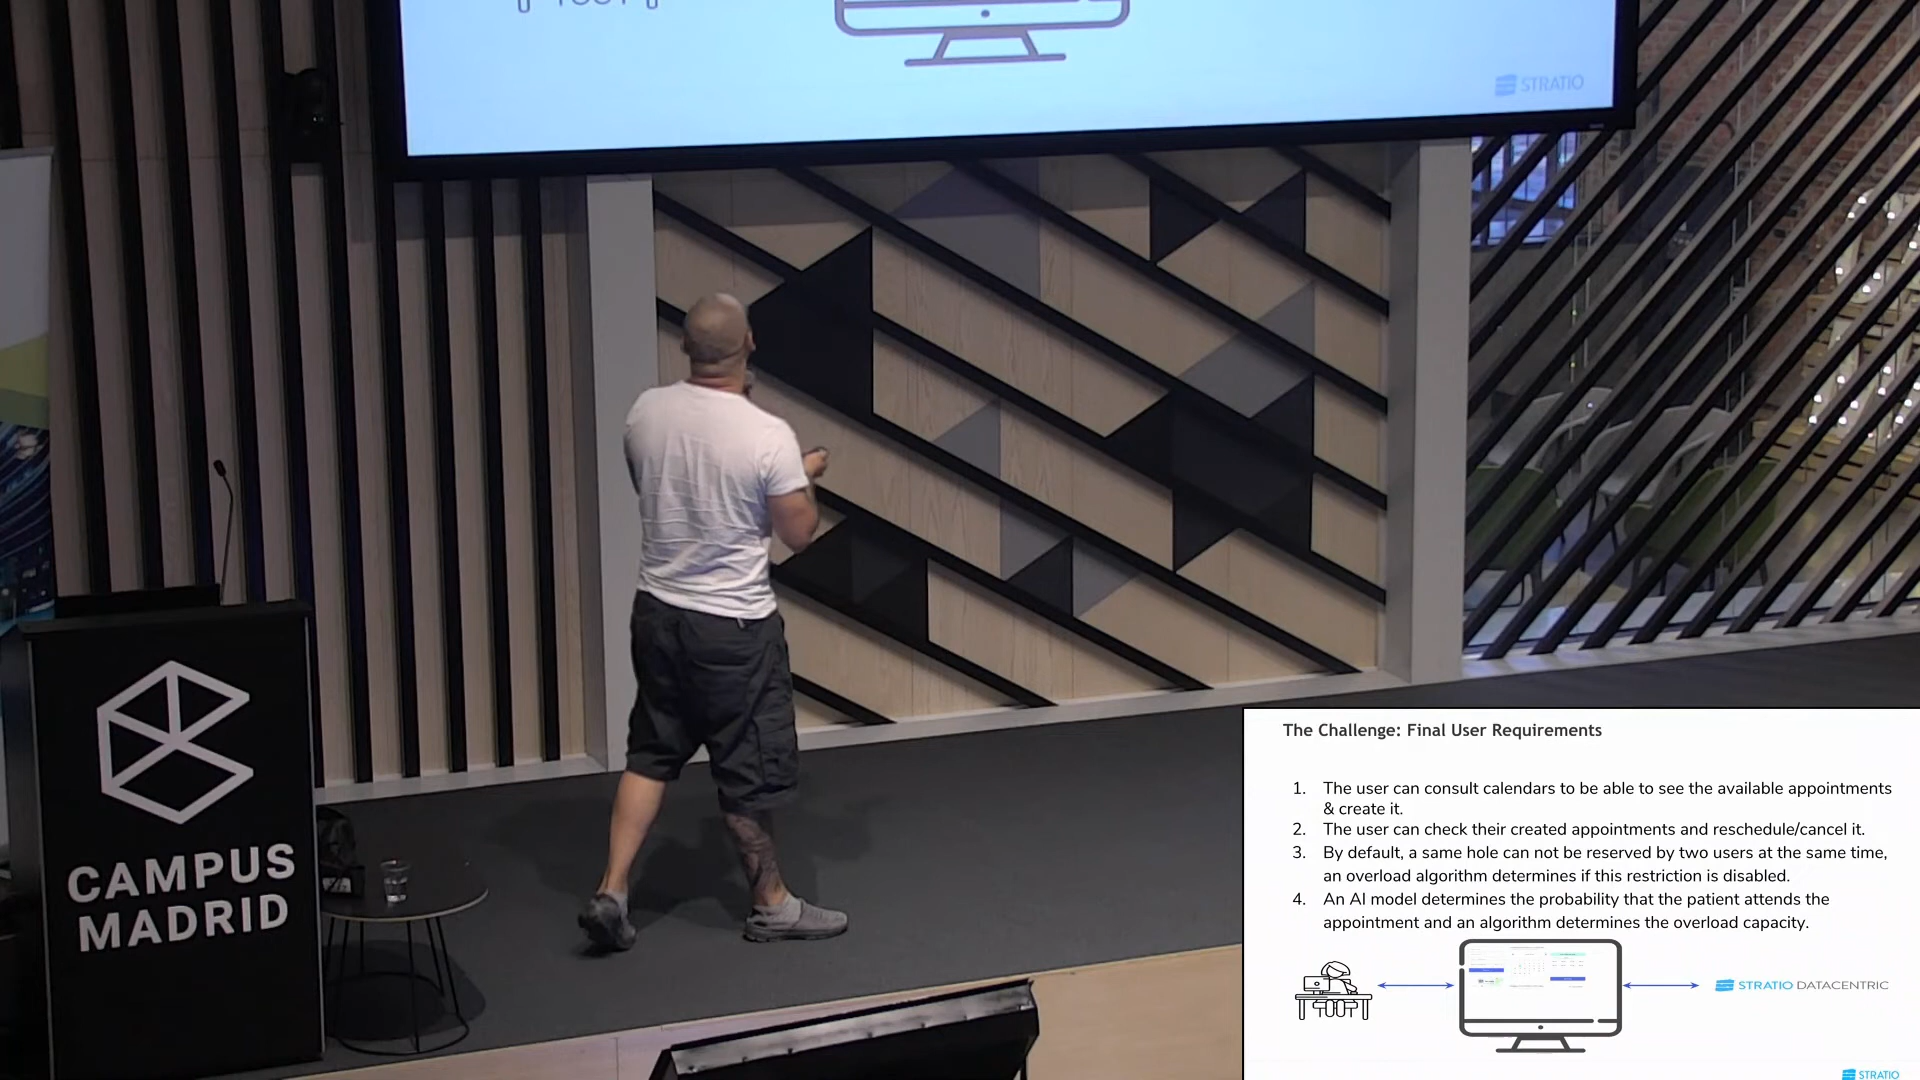 STRATIO
CAMPUS
MADRID
The Challenge: Final User Requirements
1. The user can consult calendars to be able to see the available appointments
& create it.
2. The user can check their created appointments and reschedule/cancel it.
3. By default, a same hole can not be reserved by two users at the same time,
an overload algorithm determines if this restriction is disabled.
4. An AI model determines the probability that the patient attends the
appointment and an algorithm determines the overload capacity.
STRATIO DATACENTRIC
STRATIO